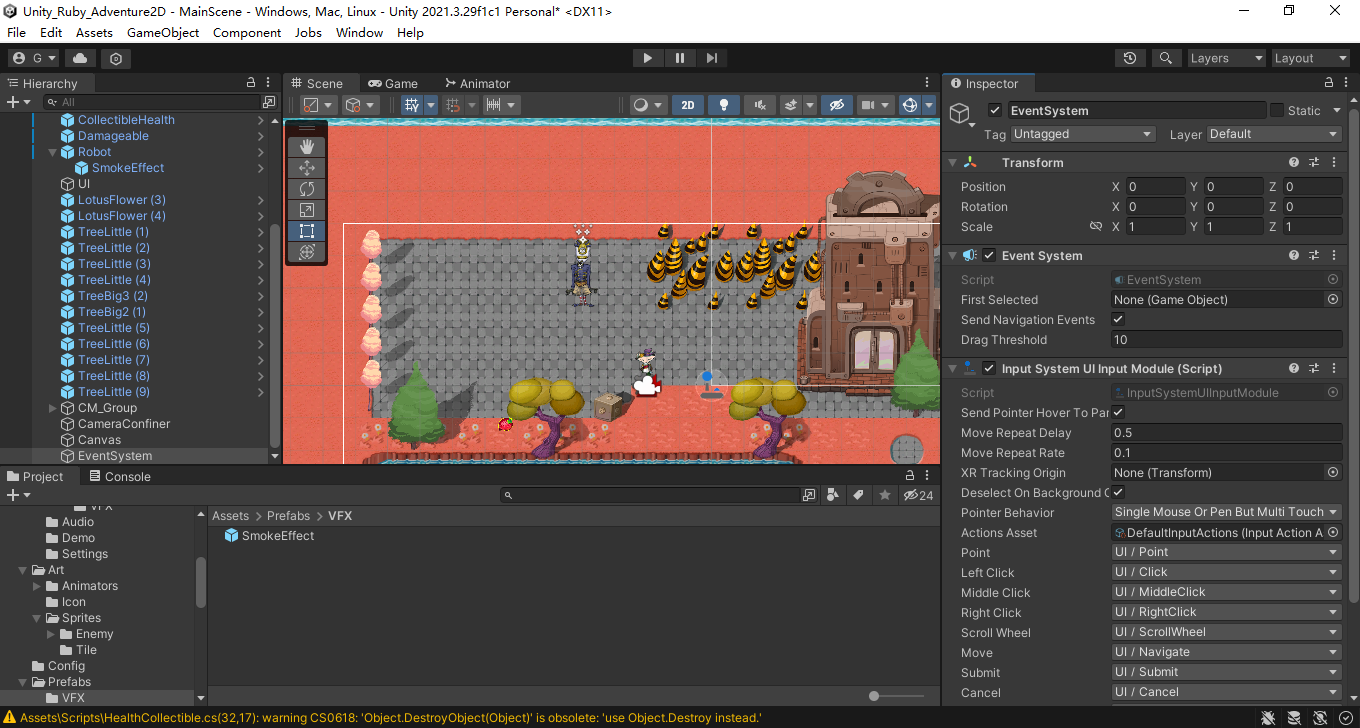 Unity_Ruby_Adventure2D - MainScene - Windows, Mac, Linux - Unity 2021.3.29f1c1 Personal* <DX11>
File Edit Assets GameObject Component Jobs Window Help
G Layers Layout
Hierarchy
All
CollectibleHealth
Damageable
Robot
SmokeEffect
UI
LotusFlower (3)
LotusFlower (4)
TreeLittle (1)
TreeLittle (2)
TreeLittle (3)
TreeLittle (4)
TreeBig3 (2)
TreeBig2 (1)
TreeLittle (5)
TreeLittle (6)
TreeLittle (7)
TreeLittle (8)
TreeLittle (9)
CM_Group
CameraConfiner
Canvas
EventSystem
Scene Game Animator
2D
Inspector
EventSystem Static
Tag Untagged Layer Default
Transform
Position X 0 Y 0 Z 0
Rotation X 0 Y 0 Z 0
Scale X 1 Y 1 Z 1
Event System
Script EventSystem
First Selected None (Game Object)
Send Navigation Events
Drag Threshold 10
Input System UI Input Module (Script)
Script InputSystemUIInputModule
Send Pointer Hover To Par
Move Repeat Delay 0.5
Move Repeat Rate 0.1
XR Tracking Origin None (Transform)
Deselect On Background C
Pointer Behavior Single Mouse Or Pen But Multi Touch
Actions Asset DefaultInputActions (Input Action A
Point UI / Point
Left Click UI / Click
Middle Click UI / MiddleClick
Right Click UI / RightClick
Scroll Wheel UI / ScrollWheel
Move UI / Navigate
Submit UI / Submit
Cancel UI / Cancel
Project Console
24
VFX
Audio
Demo
Settings
Art
Animators
Icon
Sprites
Enemy
Tile
Config
Prefabs
VFX
Assets > Prefabs > VFX
SmokeEffect
Assets\Scripts\HealthCollectible.cs(32,17): warning CS0618: 'Object.DestroyObject(Object)' is obsolete: 'use Object.Destroy instead.'